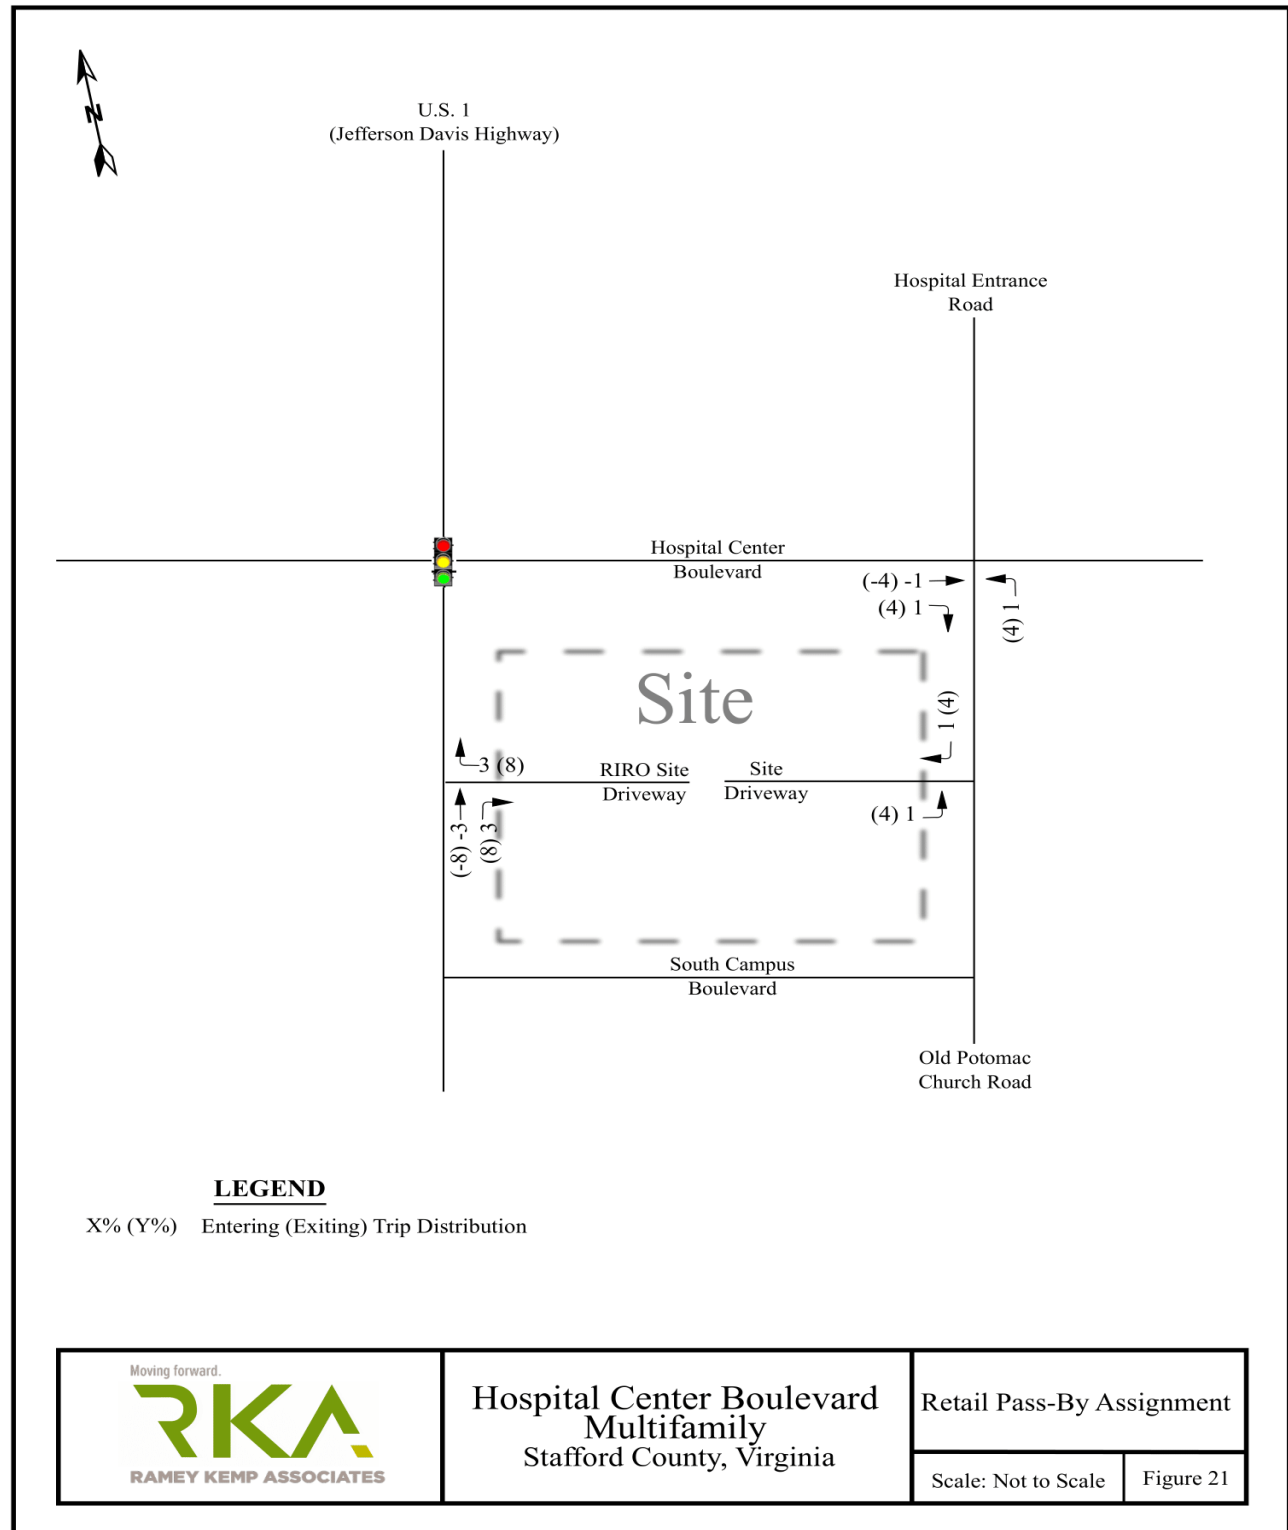 N
U.S. 1
(Jefferson Davis Highway)
Hospital Entrance
Road
Hospital Center
Boulevard
(-4) -1
(4) 1
(4) 1
Site
1 (4)
3 (8)
RIRO Site
Driveway
Site
Driveway
(4) 1
(-8) -3
(8) 3
South Campus
Boulevard
Old Potomac
Church Road
LEGEND
X% (Y%) Entering (Exiting) Trip Distribution
Moving forward.
RKA
RAMEY KEMP ASSOCIATES
Hospital Center Boulevard
Multifamily
Stafford County, Virginia
Retail Pass-By Assignment
Scale: Not to Scale
Figure 21